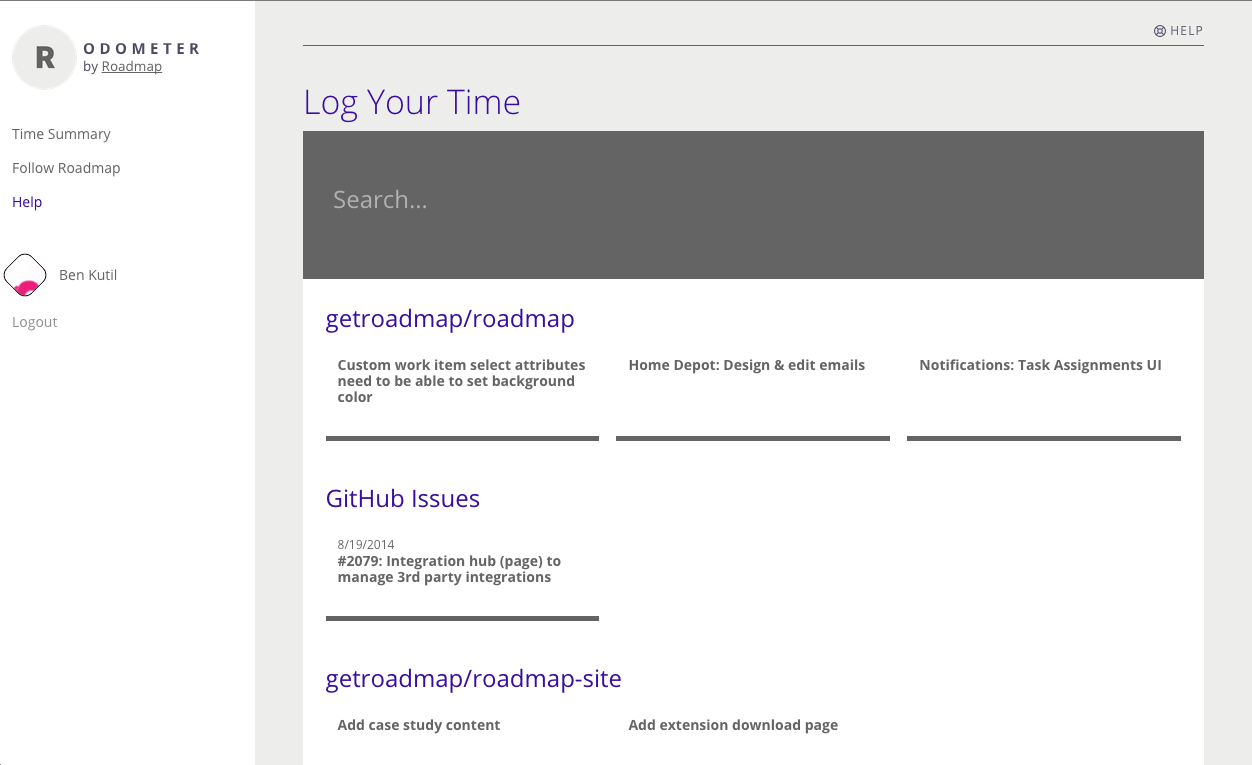 R
ODOMETER
by Roadmap
Time Summary
Follow Roadmap
Help
Ben Kutil
Logout
HELP
Log Your Time
Search...
getroadmap/roadmap
Custom work item select attributes
need to be able to set background
color
Home Depot: Design & edit emails
Notifications: Task Assignments UI
GitHub Issues
8/19/2014
#2079: Integration hub (page) to
manage 3rd party integrations
getroadmap/roadmap-site
Add case study content
Add extension download page